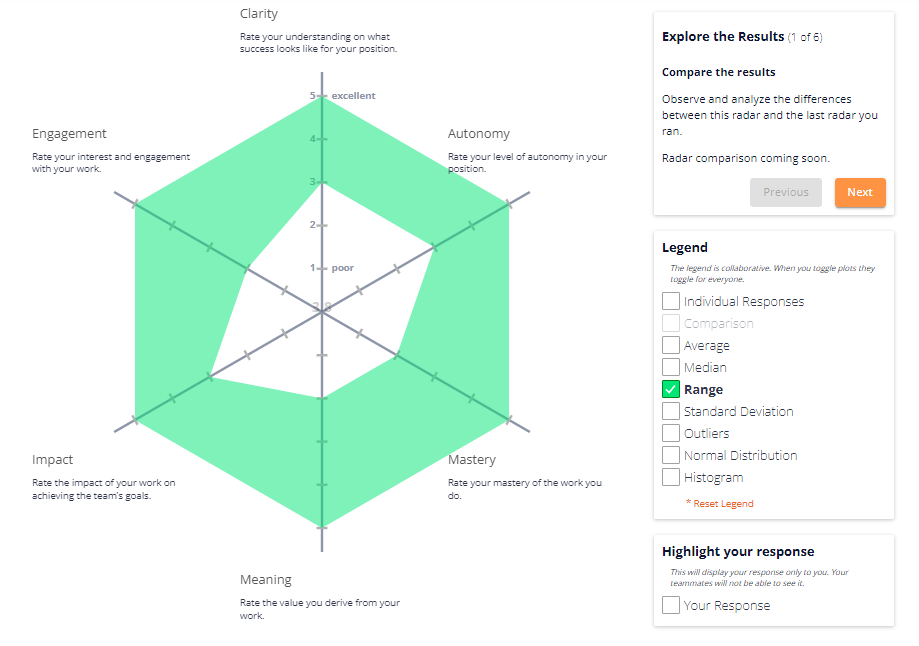 Clarity
Rate your understanding on what
success looks like for your position.
5 excellent
4
3
2
1 poor
3.8
Engagement
Rate your interest and engagement
with your work.
Autonomy
Rate your level of autonomy in your
position.
Impact
Rate the impact of your work on
achieving the team's goals.
Mastery
Rate your mastery of the work you
do.
Meaning
Rate the value you derive from your
work.
Explore the Results (1 of 6)
Compare the results
Observe and analyze the differences
between this radar and the last radar you
ran.
Radar comparison coming soon.
Previous
Next
Legend
The legend is collaborative. When you toggle plots they
toggle for everyone.
Individual Responses
Comparison
Average
Median
Range
Standard Deviation
Outliers
Normal Distribution
Histogram
* Reset Legend
Highlight your response
This will display your response only to you. Your
teammates will not be able to see it.
Your Response